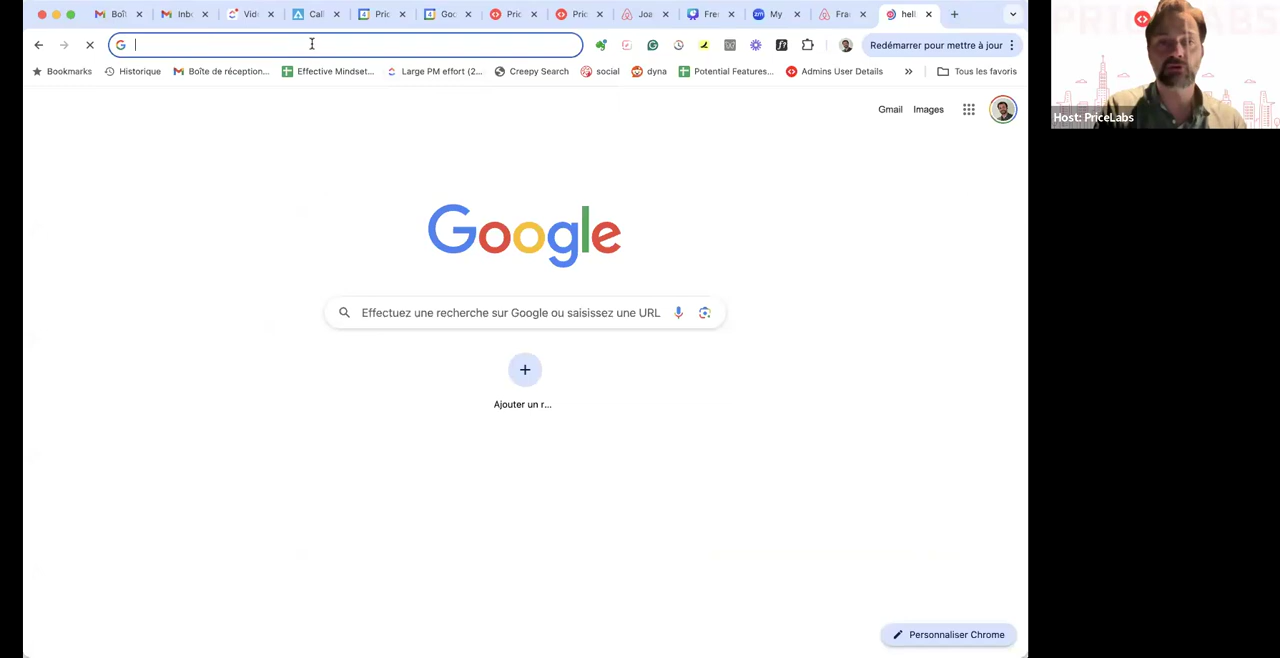 Boît
Inb
Vid
Call
Pric
Goo
Pric
Pric
Joa
Fre
My
Fra
hell
Redémarrer pour mettre à jour
Bookmarks
Historique
Boîte de réception...
Effective Mindset...
Large PM effort (2...
Creepy Search
social
dyna
Potential Features...
Admins User Details
»
Tous les favoris
Gmail
Images
Google
Effectuez une recherche sur Google ou saisissez une URL
Ajouter un r...
Personnaliser Chrome
PRICELABS
Host: PriceLabs